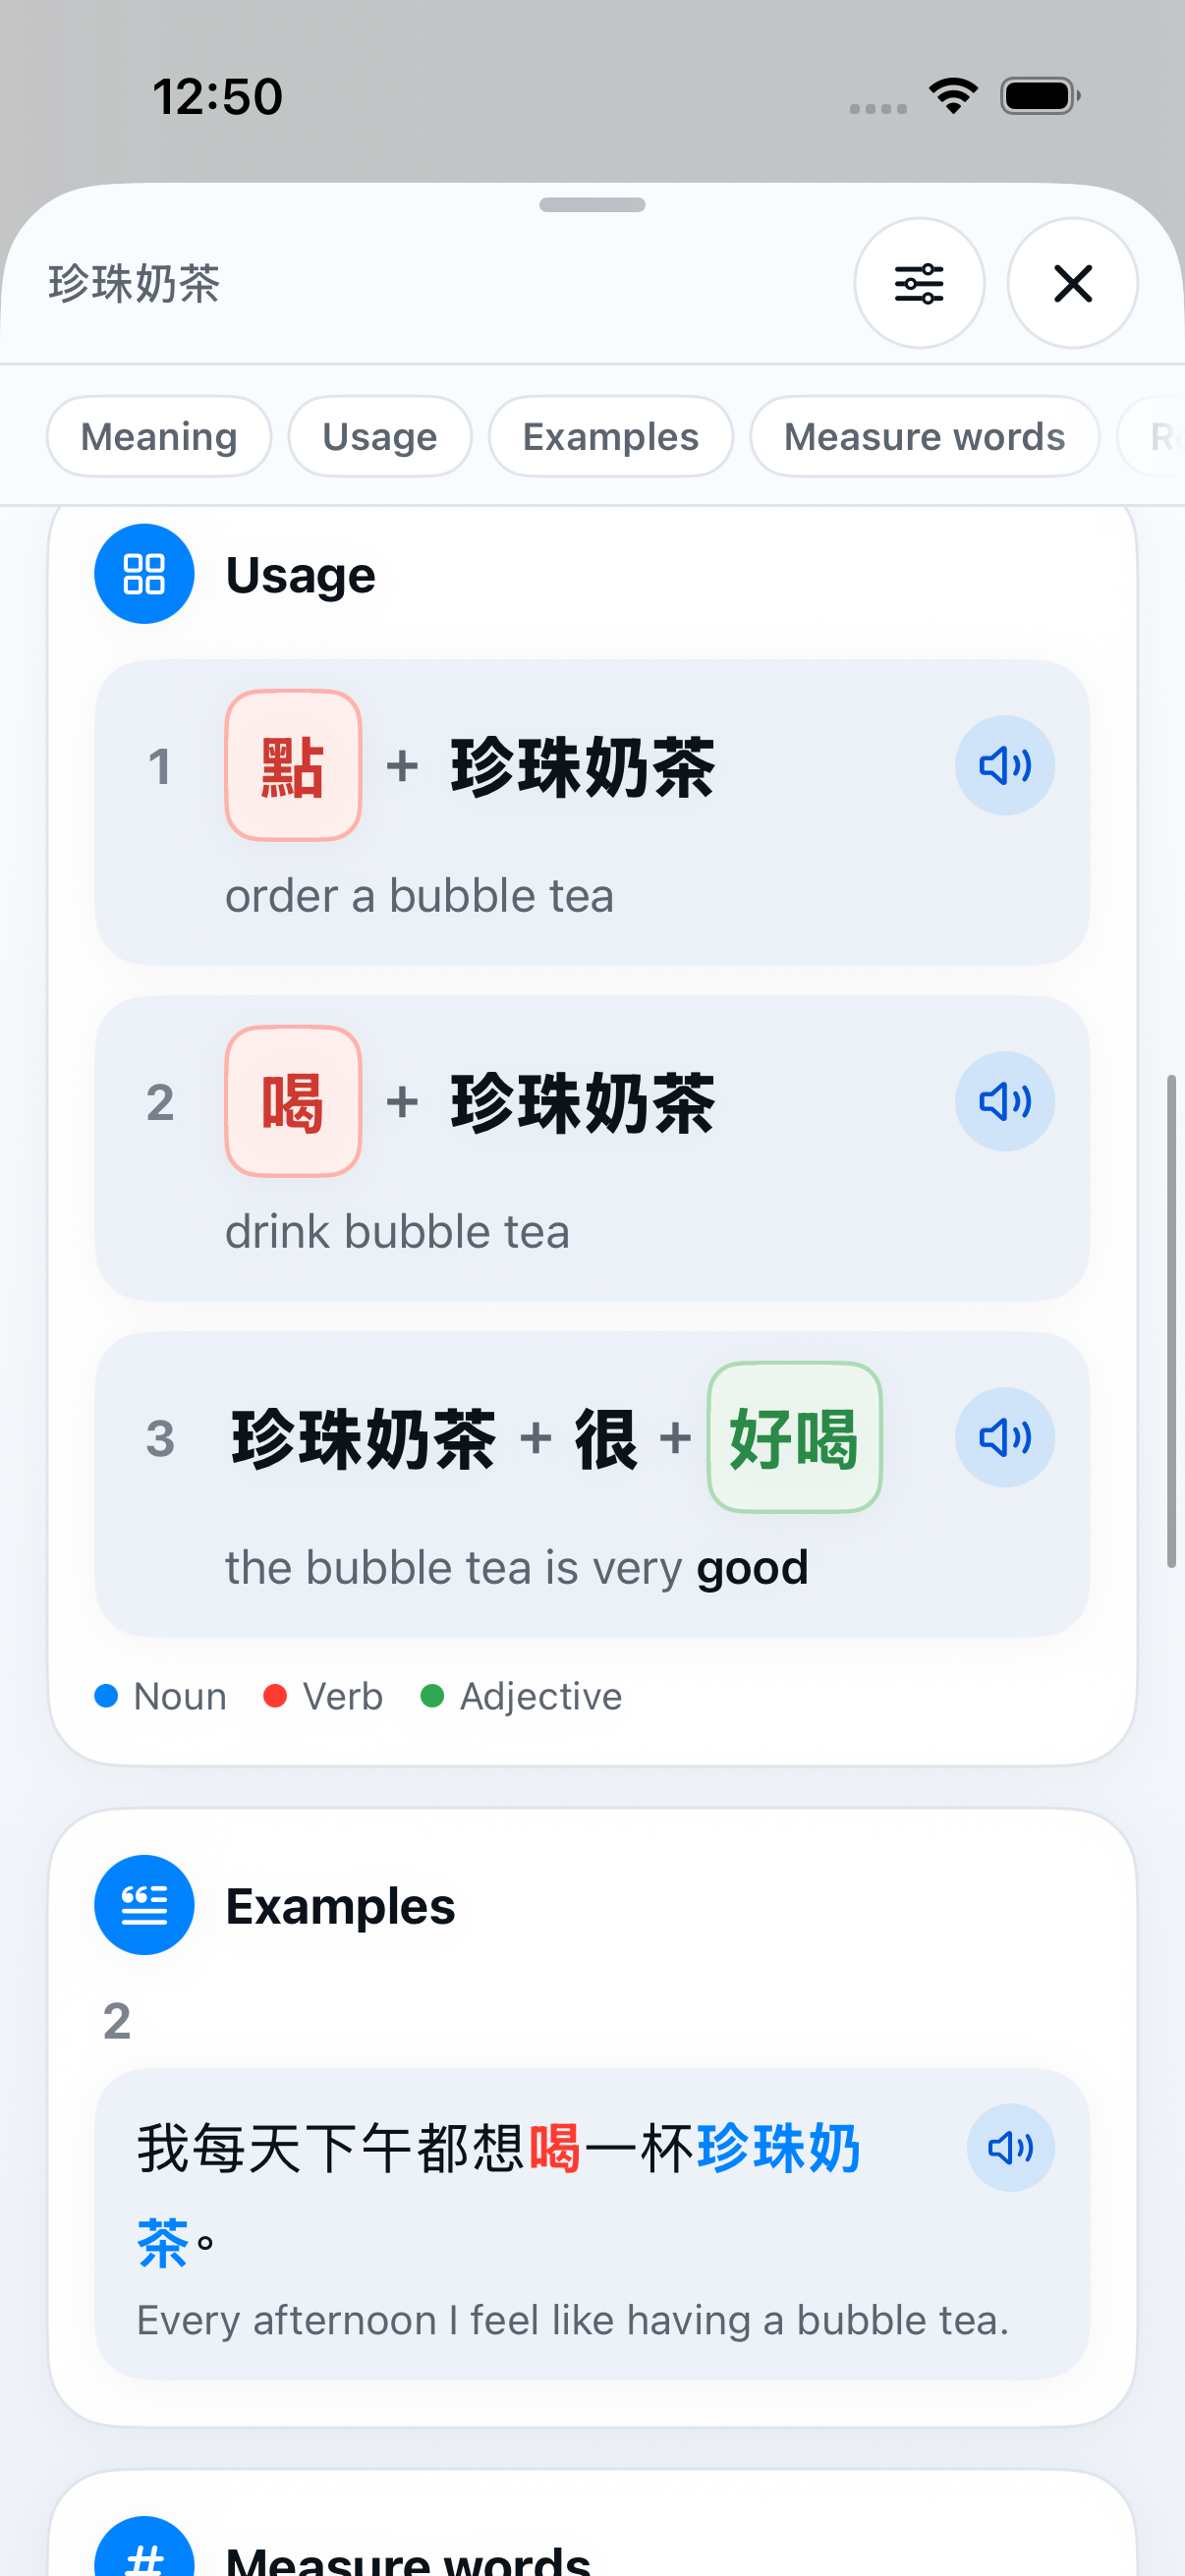 12:50
珍珠奶茶
Meaning
Usage
Examples
Measure words
Usage
1 點 + 珍珠奶茶
order a bubble tea
2 喝 + 珍珠奶茶
drink bubble tea
3 珍珠奶茶 + 很 + 好喝
the bubble tea is very good
Noun Verb Adjective
Examples
2
我每天下午都想喝一杯珍珠奶
茶。
Every afternoon I feel like having a bubble tea.
Measure words